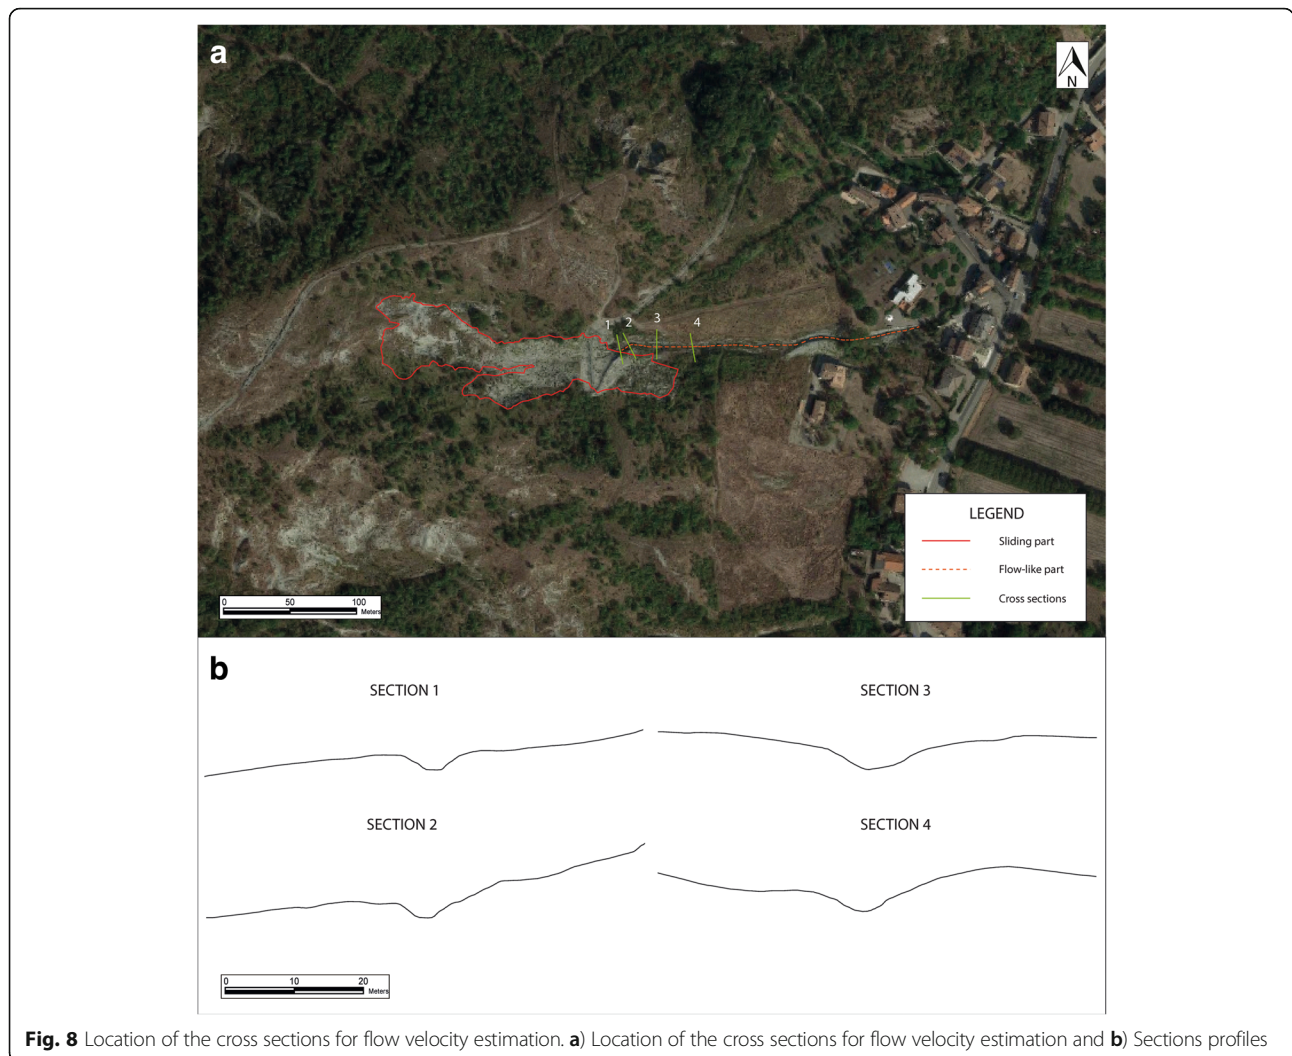 a
N
1 2 3 4
LEGEND
Sliding part
Flow-like part
Cross sections
0 50 100
Meters
b
SECTION 1
SECTION 3
SECTION 2
SECTION 4
0 10 20
Meters
Fig. 8 Location of the cross sections for flow velocity estimation. a) Location of the cross sections for flow velocity estimation and b) Sections profiles